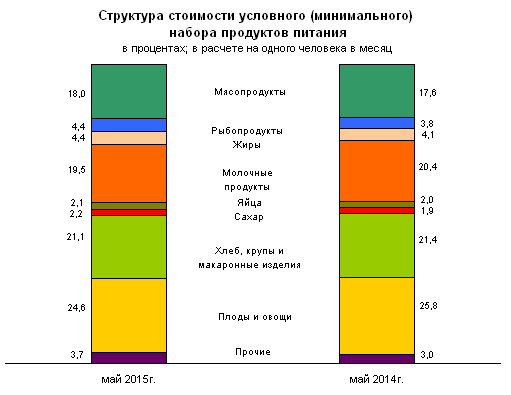 Структура стоимости условного (минимального)
набора продуктов питания
в процентах; в расчете на одного человека в месяц
18,0
Мясопродукты
17,6
4,4
Рыбопродукты
3,8
4,4
Жиры
4,1
19,5
Молочные
продукты
20,4
2,1
Яйца
2,0
2,2
Сахар
1,9
21,1
Хлеб, крупы и
макаронные изделия
21,4
24,6
Плоды и овощи
25,8
3,7
Прочие
3,0
май 2015г.
май 2014г.